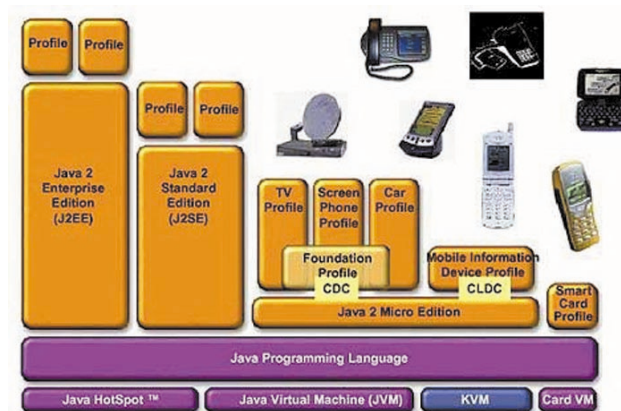 Profile
Profile
Java 2
Enterprise
Edition
(J2EE)
Profile
Profile
Java 2
Standard
Edition
(J2SE)
TV
Profile
Screen
Phone
Profile
Car
Profile
Foundation
Profile
CDC
Mobile Information
Device Profile
CLDC
Java 2 Micro Edition
Smart
Card
Profile
Java Programming Language
Java HotSpot ™
Java Virtual Machine (JVM)
KVM
Card VM